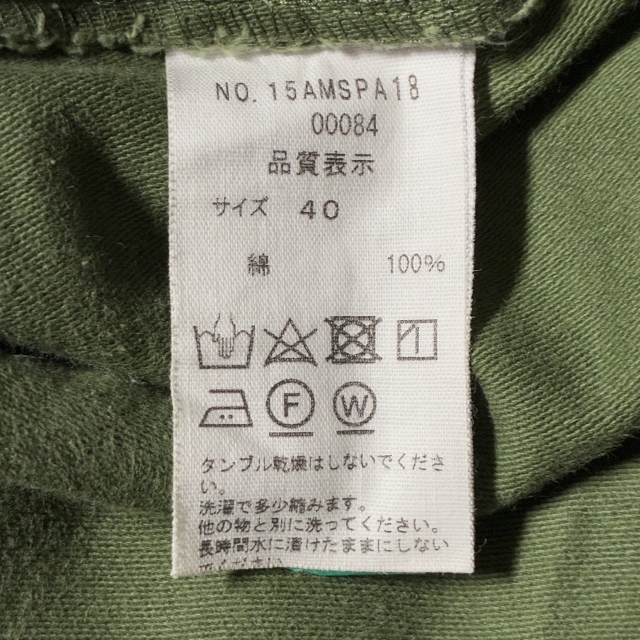 NO. 15AMSPA18
00084
品質表示
サイズ 40
綿 100%
F W
タンブル乾燥はしないでくださ
い。
洗濯で多少縮みます。
他の物と別に洗ってください。
長時間水に漬けたままにしない